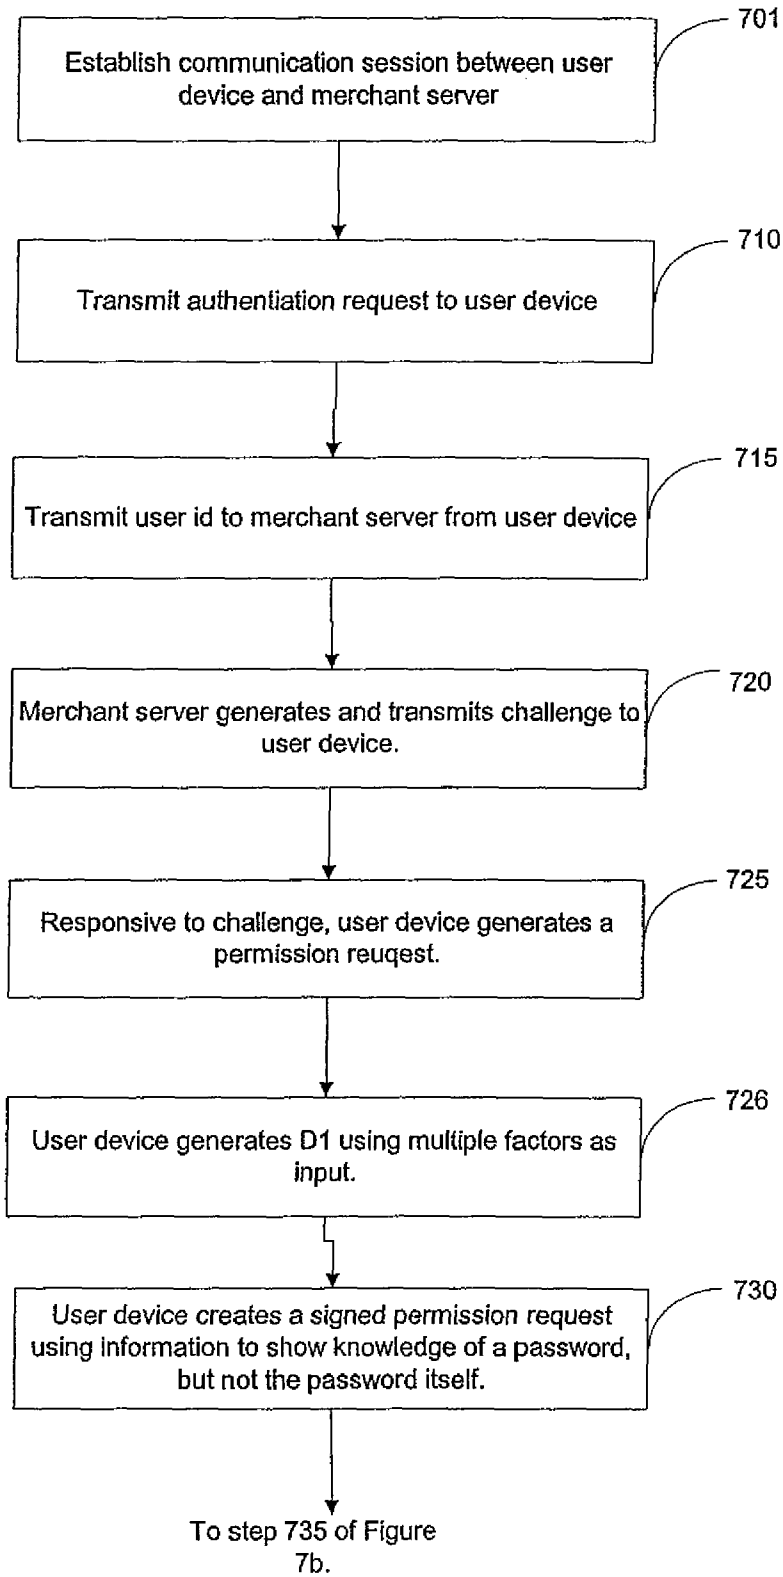 701
Establish communication session between user
device and merchant server
710
Transmit authentiation request to user device
715
Transmit user id to merchant server from user device
720
Merchant server generates and transmits challenge to
user device.
725
Responsive to challenge, user device generates a
permission reuqest.
726
User device generates D1 using multiple factors as
input.
730
User device creates a signed permission request
using information to show knowledge of a password,
but not the password itself.
To step 735 of Figure
7b.